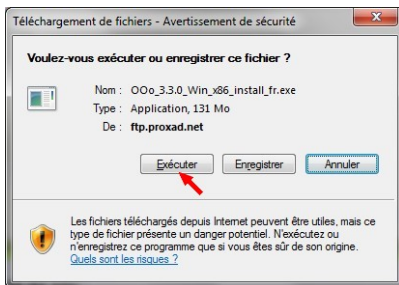 Téléchargement de fichiers - Avertissement de sécurité
Voulez-vous exécuter ou enregistrer ce fichier ?
Nom : OOo_3.3.0_Win_x86_install_fr.exe
Type : Application, 131 Mo
De : ftp.proxad.net
Exécuter Enregistrer Annuler
Les fichiers téléchargés depuis Internet peuvent être utiles, mais ce
type de fichier présente un danger potentiel. N'exécutez ou
n'enregistrez ce programme que si vous êtes sûr de son origine.
Quels sont les risques ?